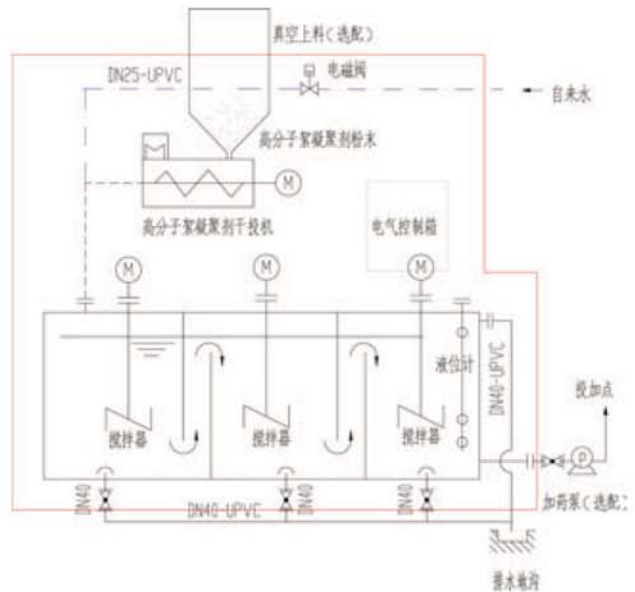 真空上料(选配)
DN25-UPVC
电磁阀
自来水
高分子絮凝聚剂粉末
M
高分子絮凝聚剂干投机
电气控制箱
M
M
M
液位计
DN40-UPVC
投加点
搅拌器
搅拌器
搅拌器
P
DN40
DN40
DN40
DN40-UPVC
加药泵(选配)
排水地沟